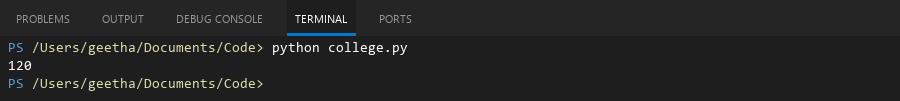 PROBLEMS OUTPUT DEBUG CONSOLE TERMINAL PORTS
PS /Users/geetha/Documents/Code> python college.py
120
PS /Users/geetha/Documents/Code>